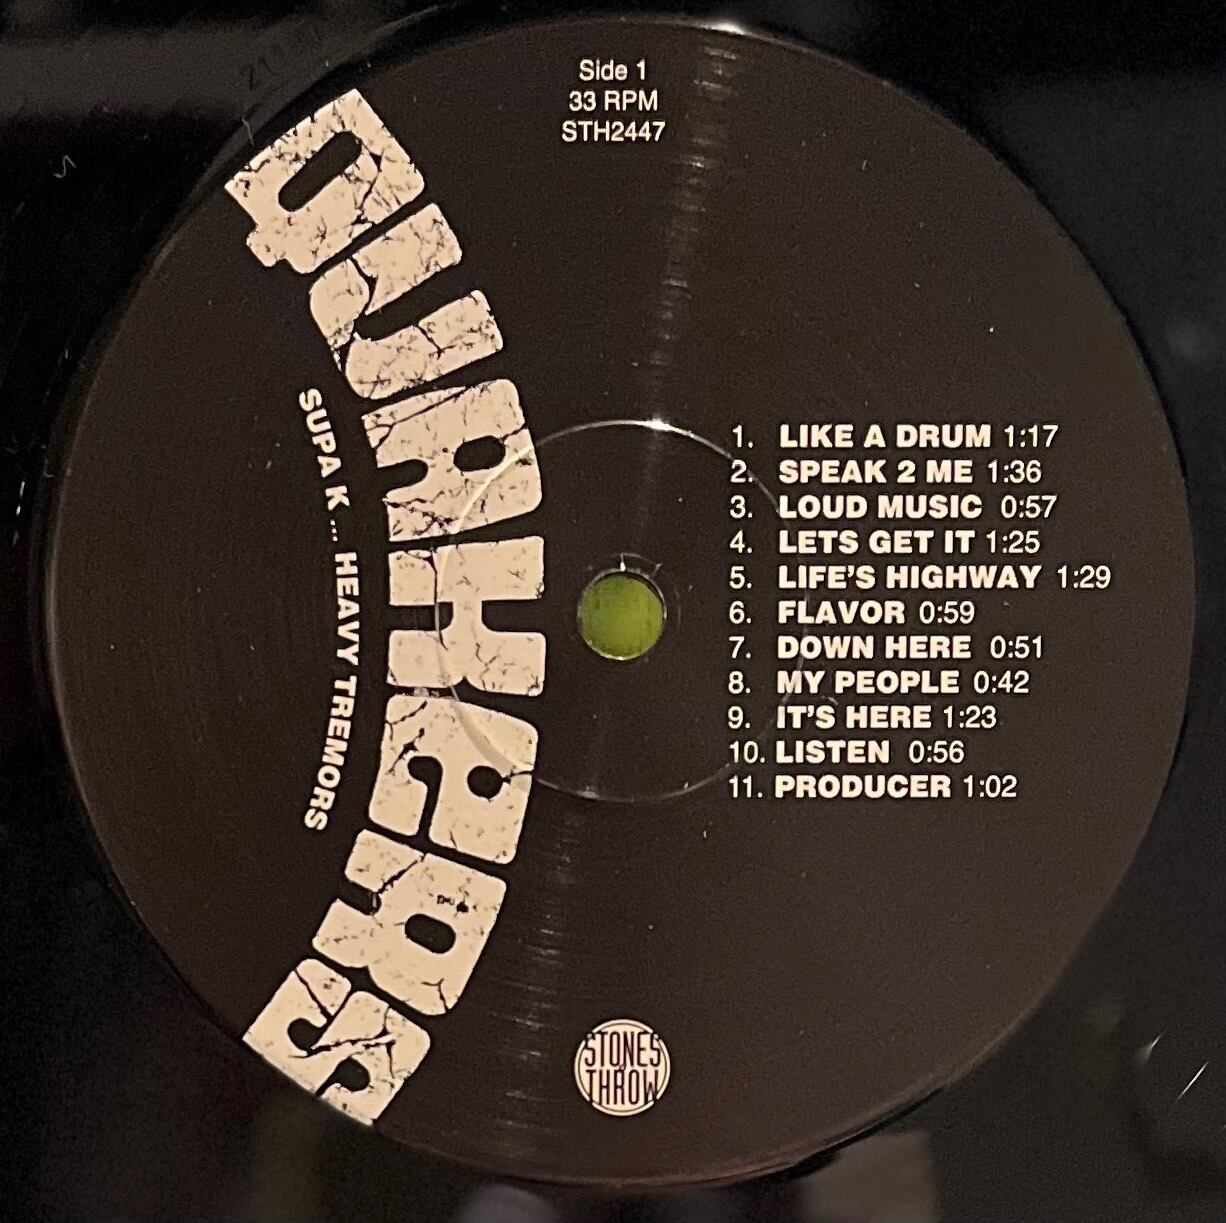 Side 1
33 RPM
STH2447
QUAKERS
SUPA K... HEAVY TREMORS
1. LIKE A DRUM 1:17
2. SPEAK 2 ME 1:36
3. LOUD MUSIC 0:57
4. LETS GET IT 1:25
5. LIFE'S HIGHWAY 1:29
6. FLAVOR 0:59
7. DOWN HERE 0:51
8. MY PEOPLE 0:42
9. IT'S HERE 1:23
10. LISTEN 0:56
11. PRODUCER 1:02
STONES
THROW